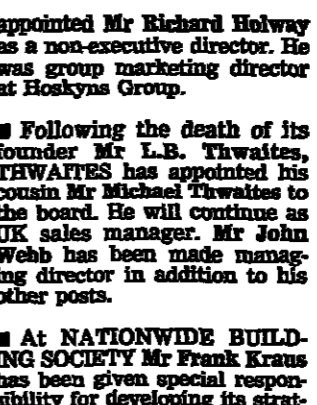 appointed Mr Richard Holway
as a non-executive director. He
was group marketing director
at Hoskyns Group.
■ Following the death of its
founder Mr L.B. Thwaites,
THWAITES has appointed his
cousin Mr Michael Thwaites to
the board. He will continue as
UK sales manager. Mr John
Webb has been made manag-
ing director in addition to his
other posts.
■ At NATIONWIDE BUILD-
ING SOCIETY Mr Frank Kraus
has been given special respon-
sibility for developing its strat-